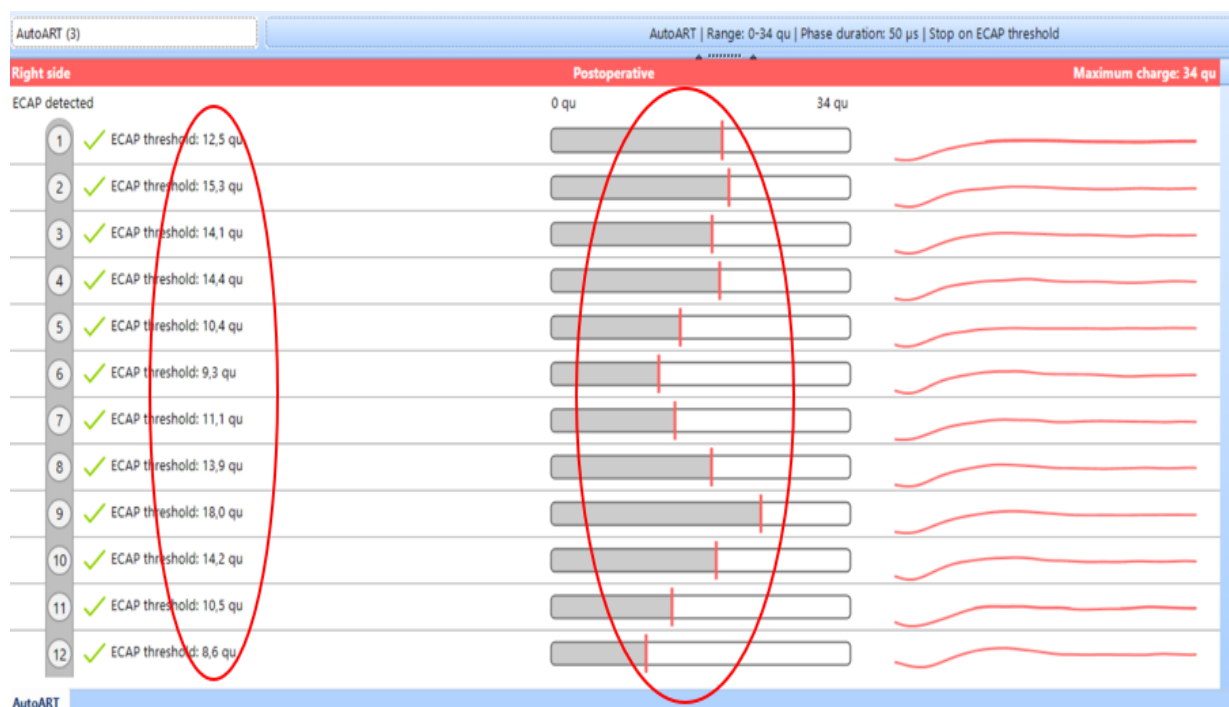 AutoART (3) AutoART | Range: 0-34 qu | Phase duration: 50 µs | Stop on ECAP threshold
Right side Postoperative Maximum charge: 34 qu
ECAP detected 0 qu 34 qu
1 ECAP threshold: 12,5 qu
2 ECAP threshold: 15,3 qu
3 ECAP threshold: 14,1 qu
4 ECAP threshold: 14,4 qu
5 ECAP threshold: 10,4 qu
6 ECAP threshold: 9,3 qu
7 ECAP threshold: 11,1 qu
8 ECAP threshold: 13,9 qu
9 ECAP threshold: 18,0 qu
10 ECAP threshold: 14,2 qu
11 ECAP threshold: 10,5 qu
12 ECAP threshold: 8,6 qu
AutoART